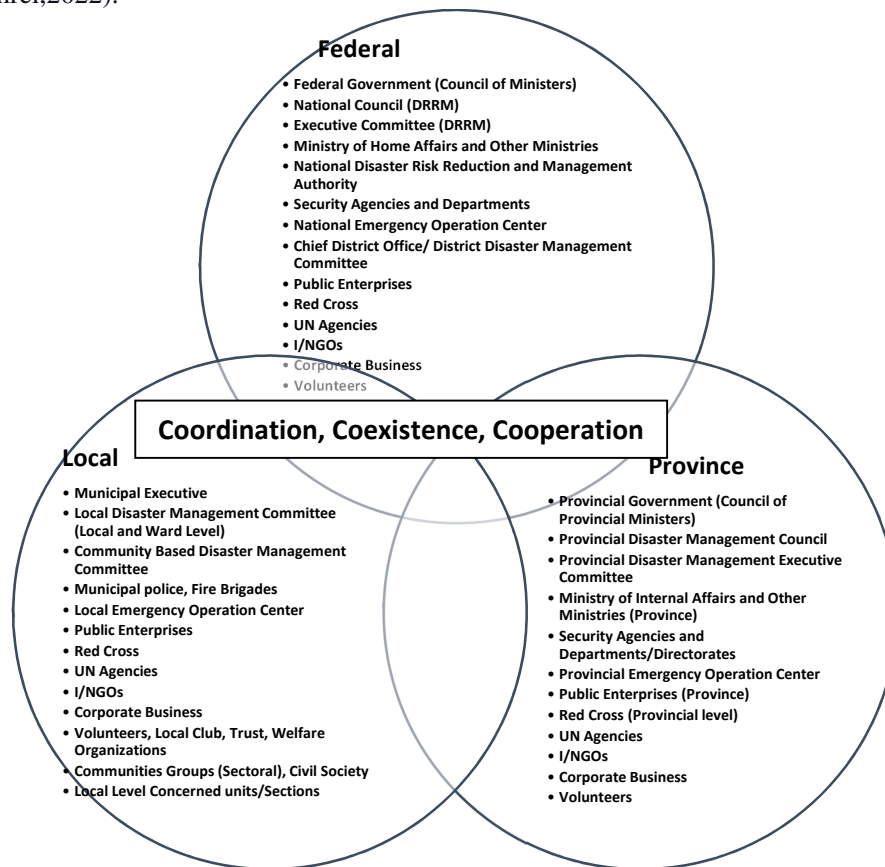 2022).
Federal
• Federal Government (Council of Ministers)
• National Council (DRRM)
• Executive Committee (DRRM)
• Ministry of Home Affairs and Other Ministries
• National Disaster Risk Reduction and Management
Authority
• Security Agencies and Departments
• National Emergency Operation Center
• Chief District Office/ District Disaster Management
Committee
• Public Enterprises
• Red Cross
• UN Agencies
• I/NGOs
• Corporate Business
• Volunteers
Coordination, Coexistence, Cooperation
Local
• Municipal Executive
• Local Disaster Management Committee
(Local and Ward Level)
• Community Based Disaster Management
Committee
• Municipal police, Fire Brigades
• Local Emergency Operation Center
• Public Enterprises
• Red Cross
• UN Agencies
• I/NGOs
• Corporate Business
• Volunteers, Local Club, Trust, Welfare
Organizations
• Communities Groups (Sectoral), Civil Society
• Local Level Concerned units/Sections
Province
• Provincial Government (Council of
Provincial Ministers)
• Provincial Disaster Management Council
• Provincial Disaster Management Executive
Committee
• Ministry of Internal Affairs and Other
Ministries (Province)
• Security Agencies and
Departments/Directorates
• Provincial Emergency Operation Center
• Public Enterprises (Province)
• Red Cross (Provincial level)
• UN Agencies
• I/NGOs
• Corporate Business
• Volunteers